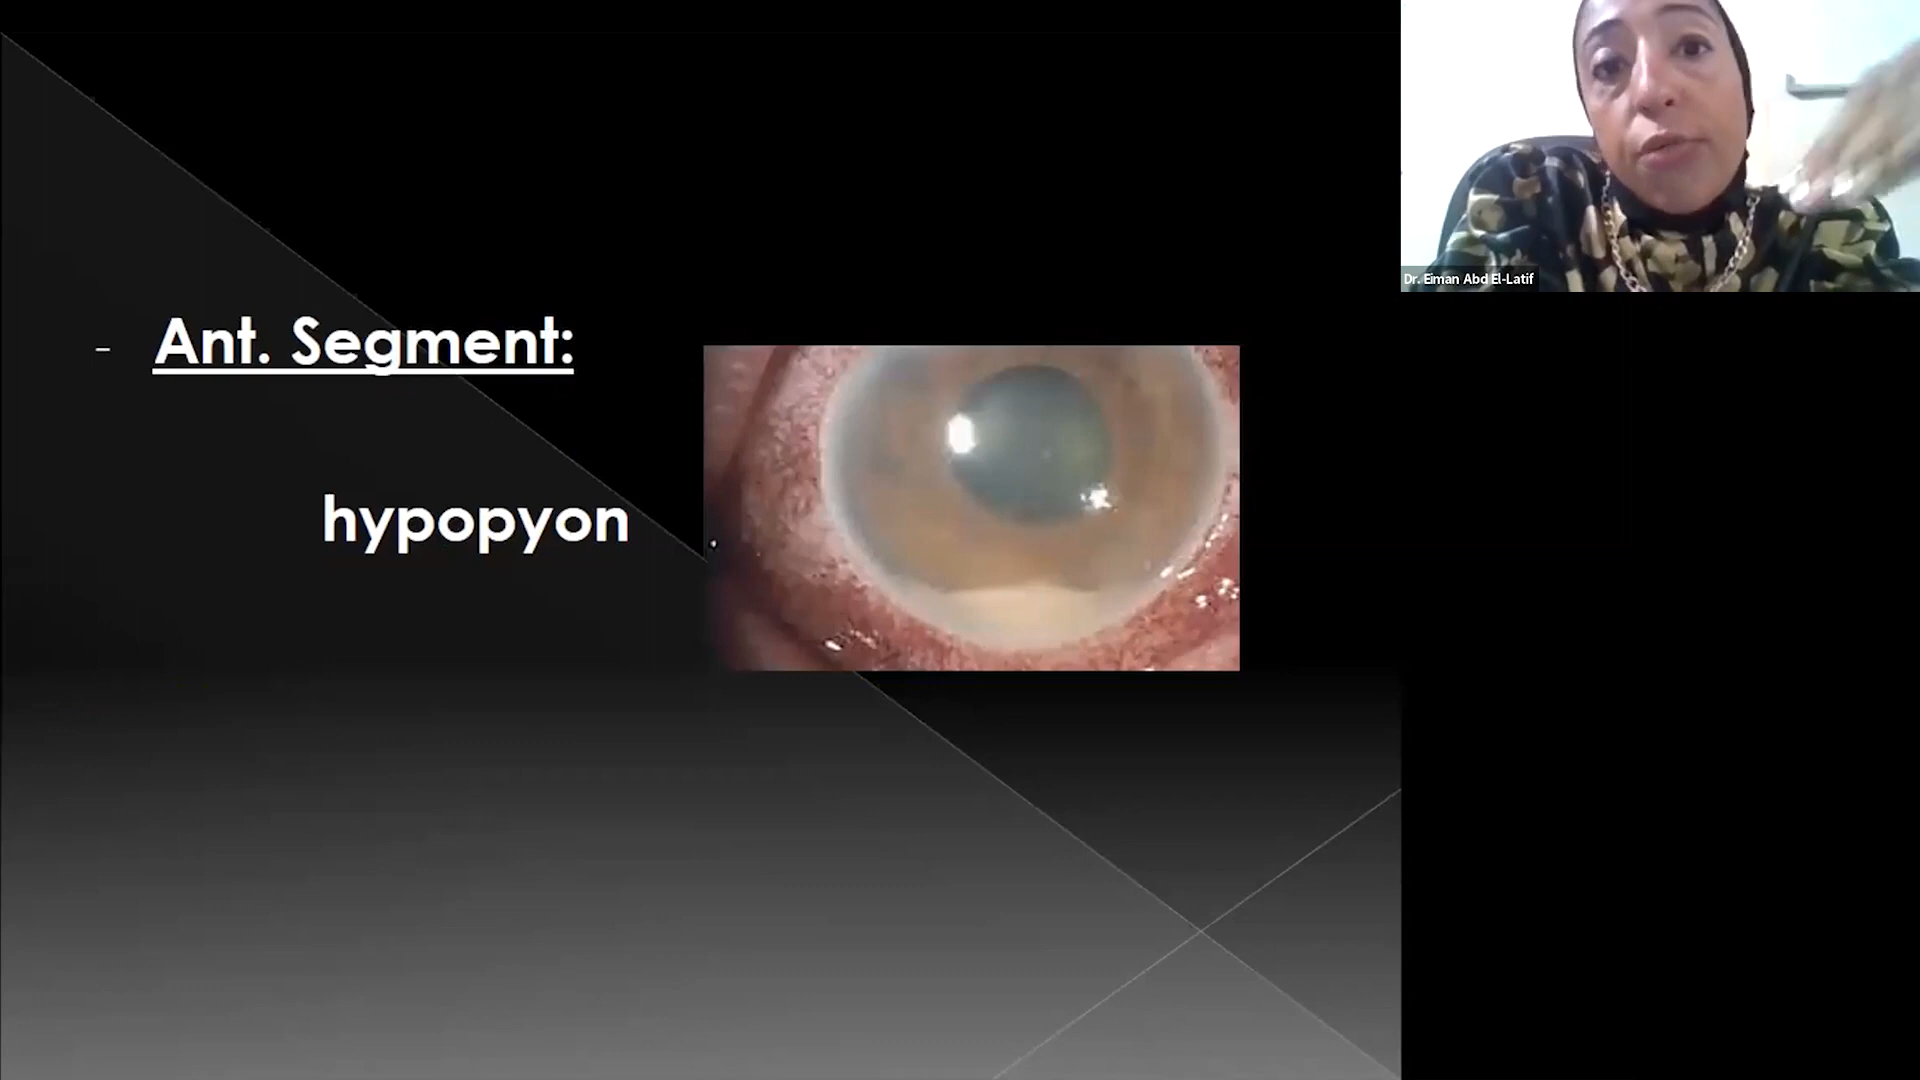 Dr. Eiman Abd El-Latif
- Ant. Segment:
hypopyon